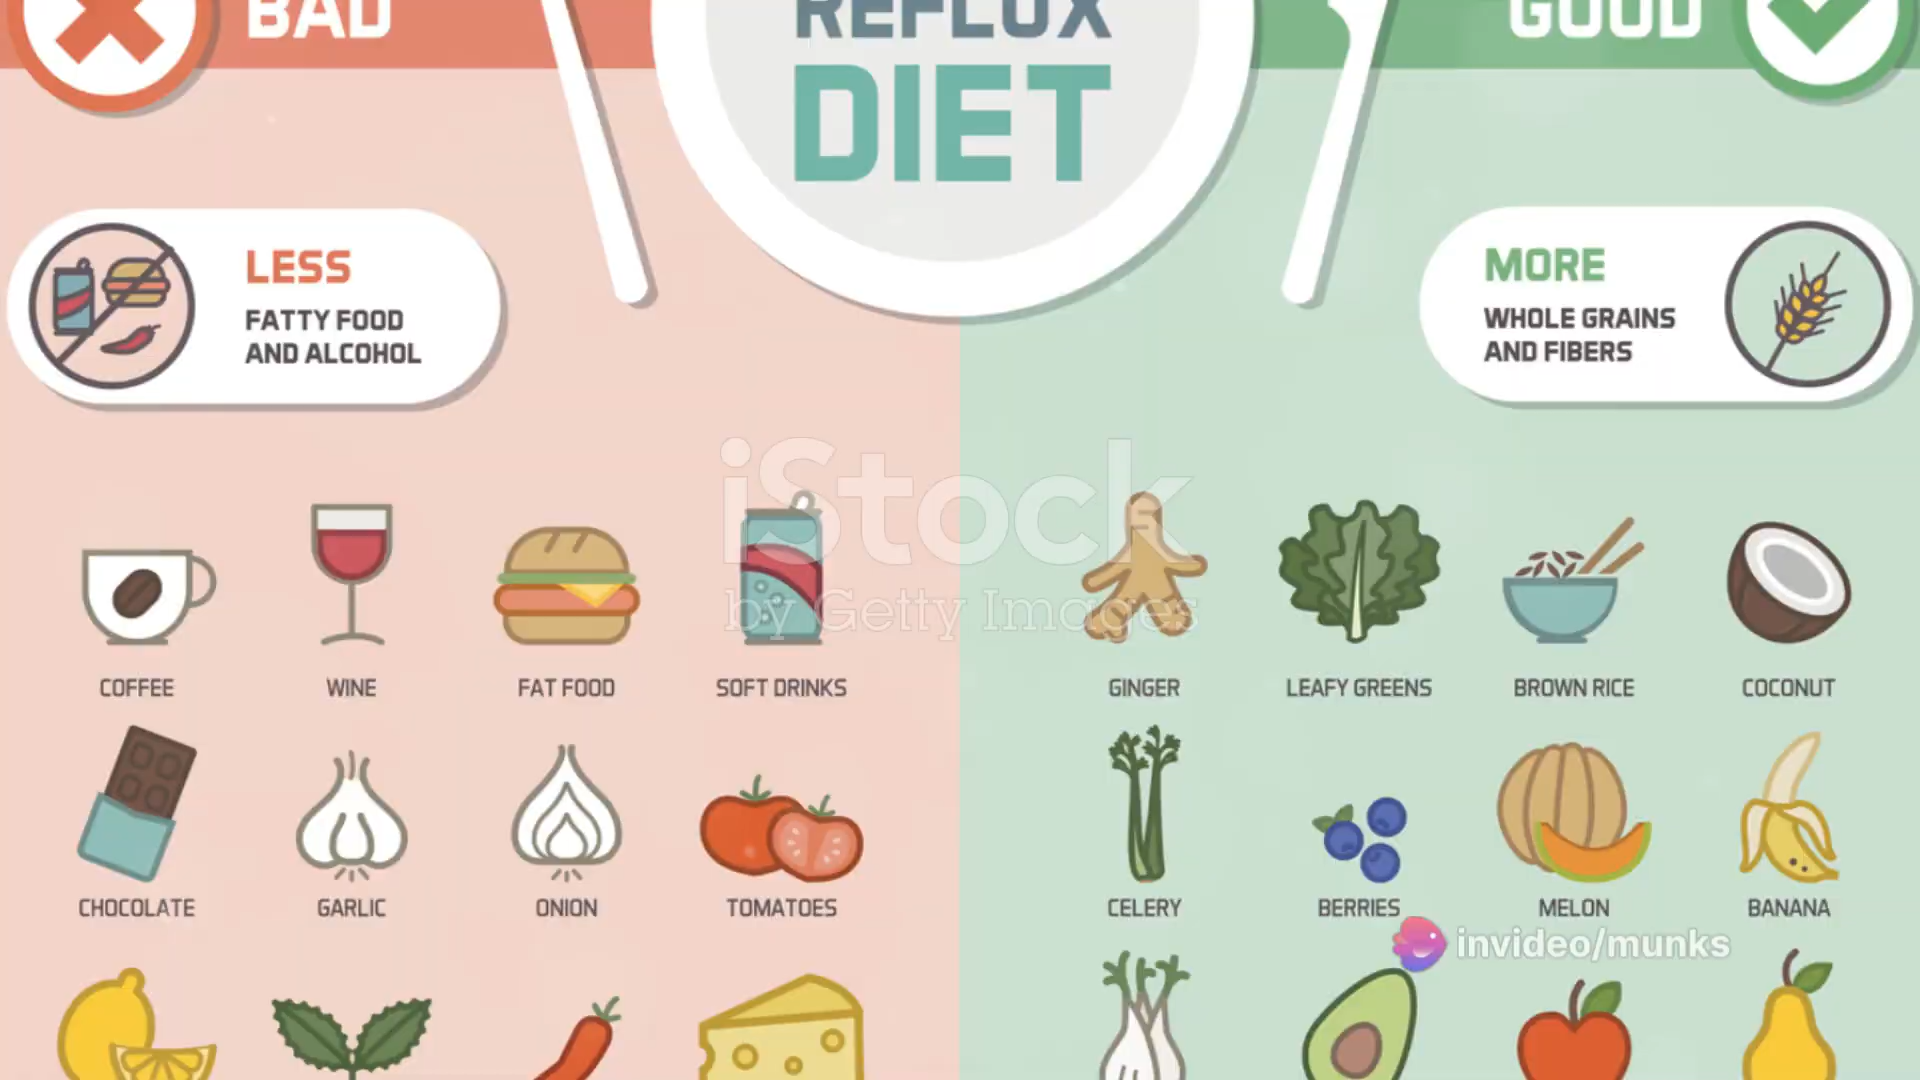 BAD
REFLUX
DIET
GOOD
LESS
FATTY FOOD
AND ALCOHOL
MORE
WHOLE GRAINS
AND FIBERS
iStock
by Getty Images
COFFEE
WINE
FAT FOOD
SOFT DRINKS
GINGER
LEAFY GREENS
BROWN RICE
COCONUT
CHOCOLATE
GARLIC
ONION
TOMATOES
CELERY
BERRIES
MELON
BANANA
invideo/munks